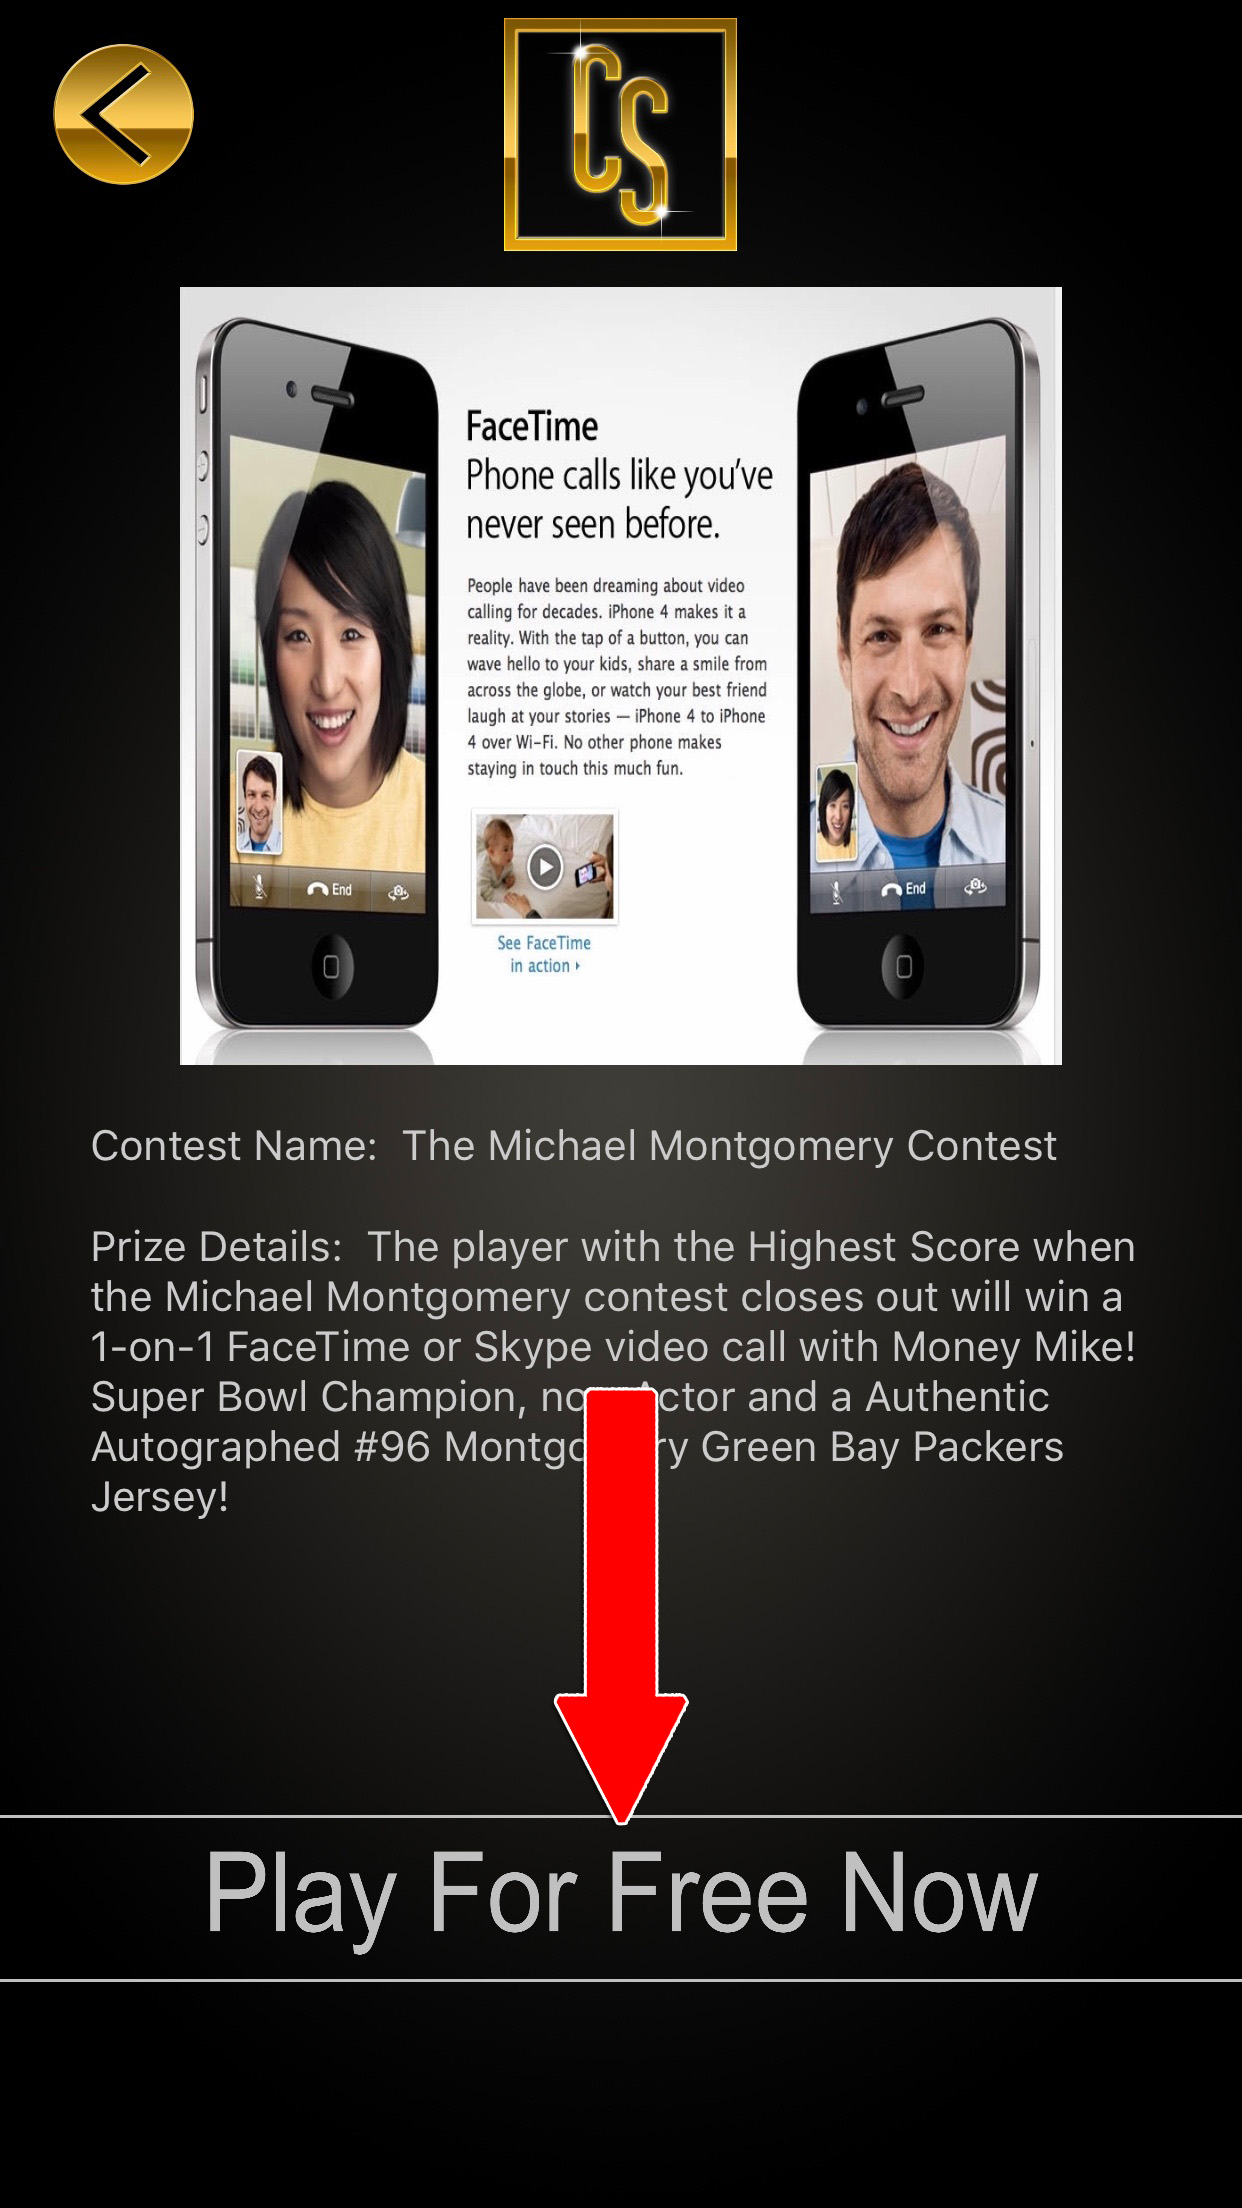 CS
FaceTime
Phone calls like you've
never seen before.
People have been dreaming about video
calling for decades. iPhone 4 makes it a
reality. With the tap of a button, you can
wave hello to your kids, share a smile from
across the globe, or watch your best friend
laugh at your stories — iPhone 4 to iPhone
4 over Wi-Fi. No other phone makes
staying in touch this much fun.
End
End
See FaceTime
in action
Contest Name: The Michael Montgomery Contest
Prize Details: The player with the Highest Score when
the Michael Montgomery contest closes out will win a
1-on-1 FaceTime or Skype video call with Money Mike!
Super Bowl Champion, and a Authentic
Autographed #96 Green Bay Packers
Jersey!
Play For Free Now